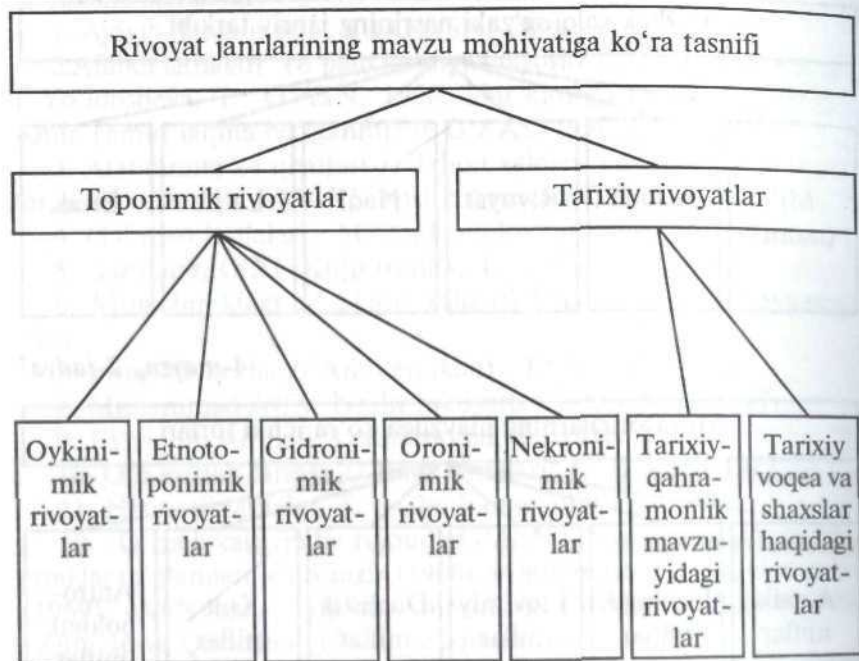 Rivoyat janrlarining mavzu mohiyatiga ko‘ra tasnifi
Toponimik rivoyatlar
Tarixiy rivoyatlar
Oykini-
mik
rivoyat-
lar
Etnoto-
ponimik
rivoyat-
lar
Gidroni-
mik
rivoyat-
lar
Oroni-
mik
rivoyat-
lar
Nekroni-
mik
rivoyat-
lar
Tarixiy-
qahra-
monlik
mavzu-
yidagi
rivoyat-
lar
Tarixiy
voqea va
shaxslar
haqidagi
rivoyat-
lar